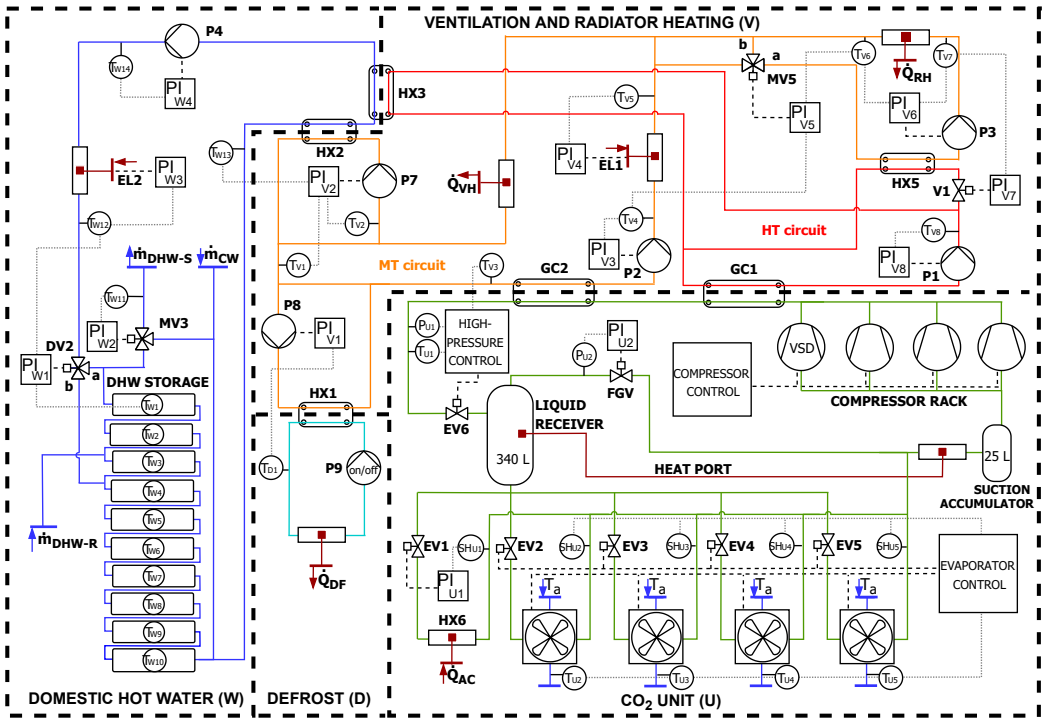 VENTILATION AND RADIATOR HEATING (V)
P4
TW14
PI
W4
HX3
b
a
MV5
TV6
TV7
Q̇RH
TV5
PI
V5
PI
V6
P3
TW13
HX2
PI
V4
EL1
HX5
EL2
PI
W3
PI
V2
P7
Q̇VH
V1
PI
V7
TW12
TV2
TV4
HT circuit
TV8
ṁDHW-S
ṁCW
TV1
MT circuit
TV3
PI
V3
P2
PI
V8
P1
GC2
GC1
TW11
PI
W2
MV3
P8
PI
V1
PU1
TU1
HIGH-
PRESSURE
CONTROL
PI
U2
PU2
VSD
DV2
PI
W1
b
a
COMPRESSOR
CONTROL
DHW STORAGE
HX1
EV6
LIQUID
RECEIVER
FGV
COMPRESSOR RACK
TW1
TW2
TW3
TW4
TW5
TW6
TW7
TW8
TW9
TW10
ṁDHW-R
TD1
P9
on/off
Q̇DF
340 L
HEAT PORT
25 L
SUCTION
ACCUMULATOR
EV1
SHU1
EV2
SHU2
EV3
SHU3
EV4
SHU4
EV5
SHU5
PI
U1
EVAPORATOR
CONTROL
Ta
Ta
Ta
Ta
HX6
Q̇AC
TU2
TU3
TU4
TU5
DOMESTIC HOT WATER (W)
DEFROST (D)
CO2 UNIT (U)